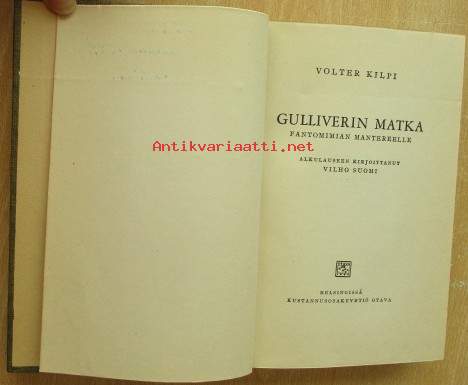 VOLTER KILPI
GULLIVERIN MATKA
FANTOMIMIAN MANTEREELLE
ALKULAUSEEN KIRJOITTANUT
VILHO SUOMI
Antikvariaatti.net
HELSINGISSÄ
KUSTANNUSOSAKEYHTIÖ OTAVA